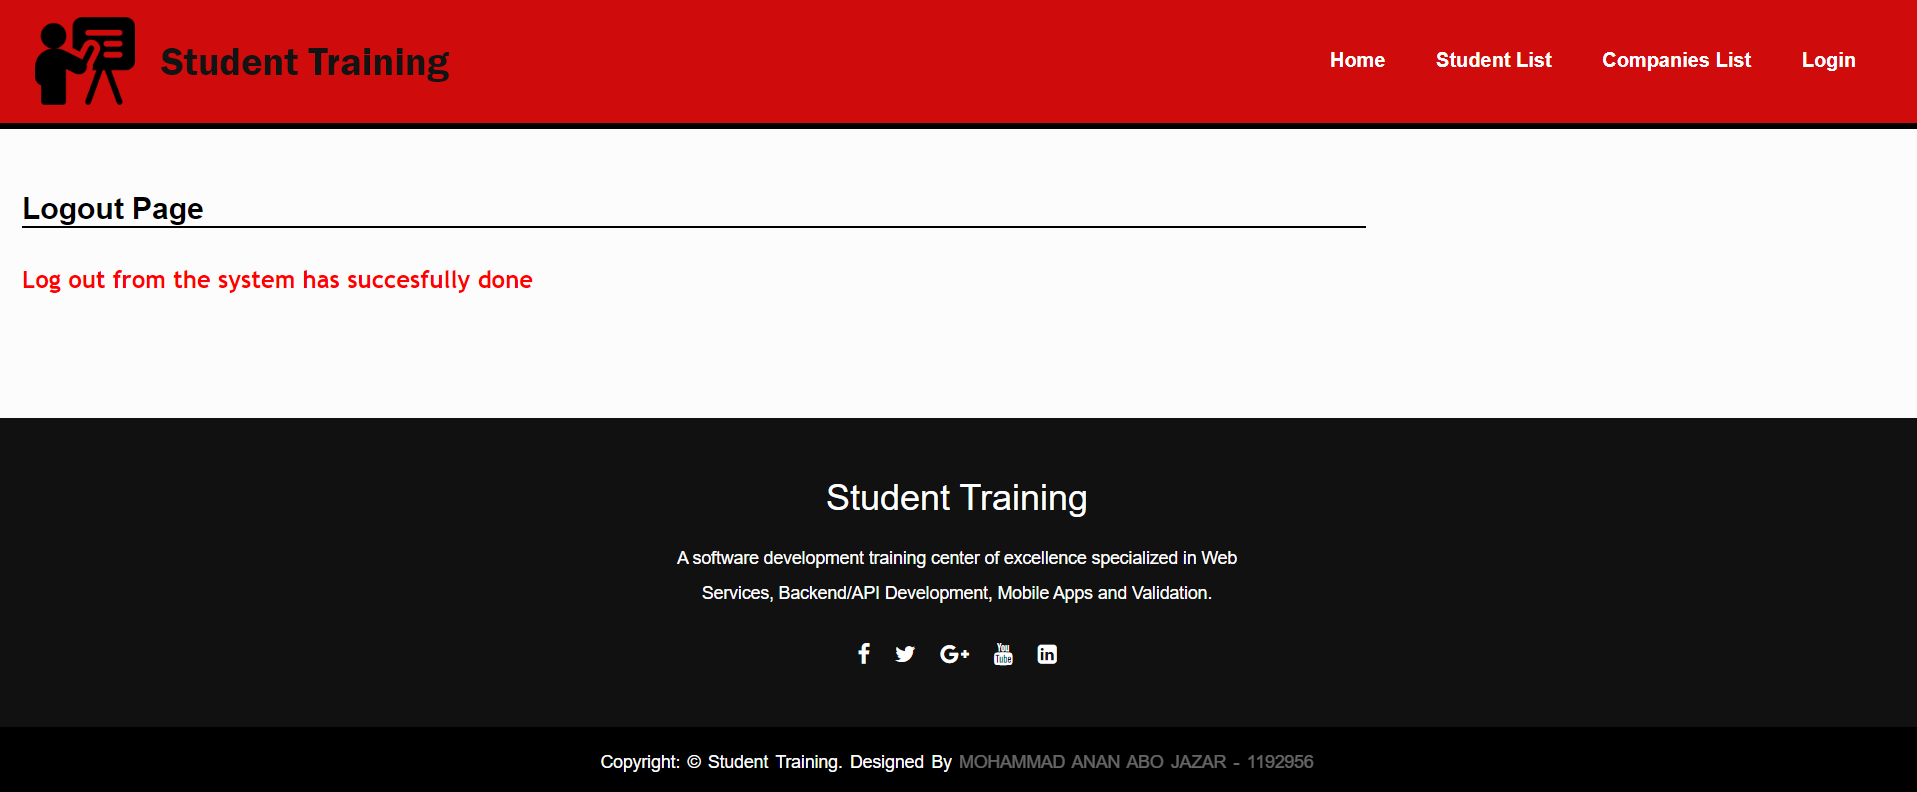 Student Training
Home Student List Companies List Login
Logout Page
Log out from the system has succesfully done
Student Training
A software development training center of excellence specialized in Web
Services, Backend/API Development, Mobile Apps and Validation.
You Tube
Copyright: © Student Training. Designed By MOHAMMAD ANAN ABO JAZAR - 1192956